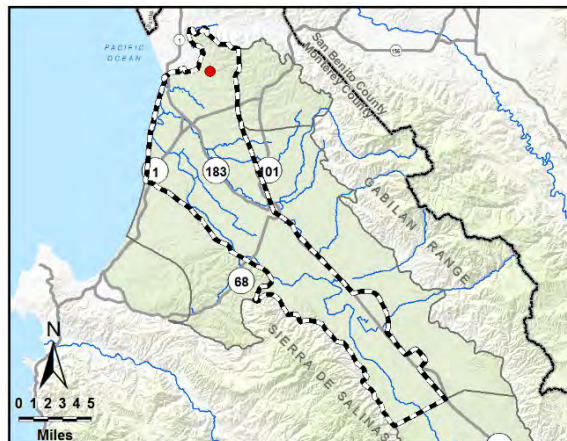 1
156
PACIFIC
OCEAN
San Benito County
Monterey County
1
183
101
GABILAN RANGE
68
SIERRA DE SALINAS
N
0 1 2 3 4 5
Miles